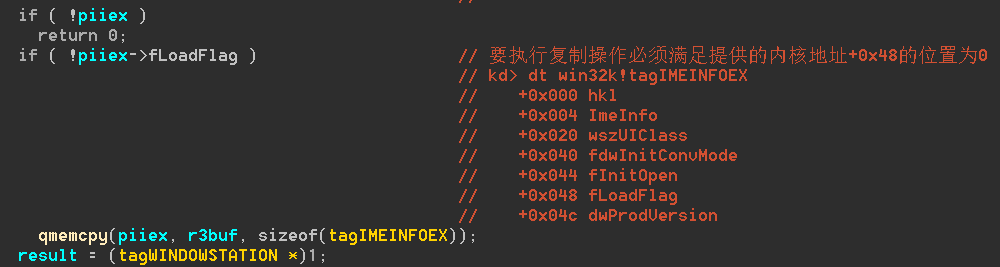 //
if ( !piiex )
return 0;
if ( !piiex->fLoadFlag ) // 要执行复制操作必须满足提供的内核地址+0x48的位置为0
// kd> dt win32k!tagIMEINFOEX
// +0x000 hkl
// +0x004 ImeInfo
// +0x020 wszUIClass
// +0x040 fdwInitConvMode
// +0x044 fInitOpen
// +0x048 fLoadFlag
// +0x04c dwProdVersion
qmemcpy(piiex, r3buf, sizeof(tagIMEINFOEX));
result = (tagWINDOWSTATION *)1;